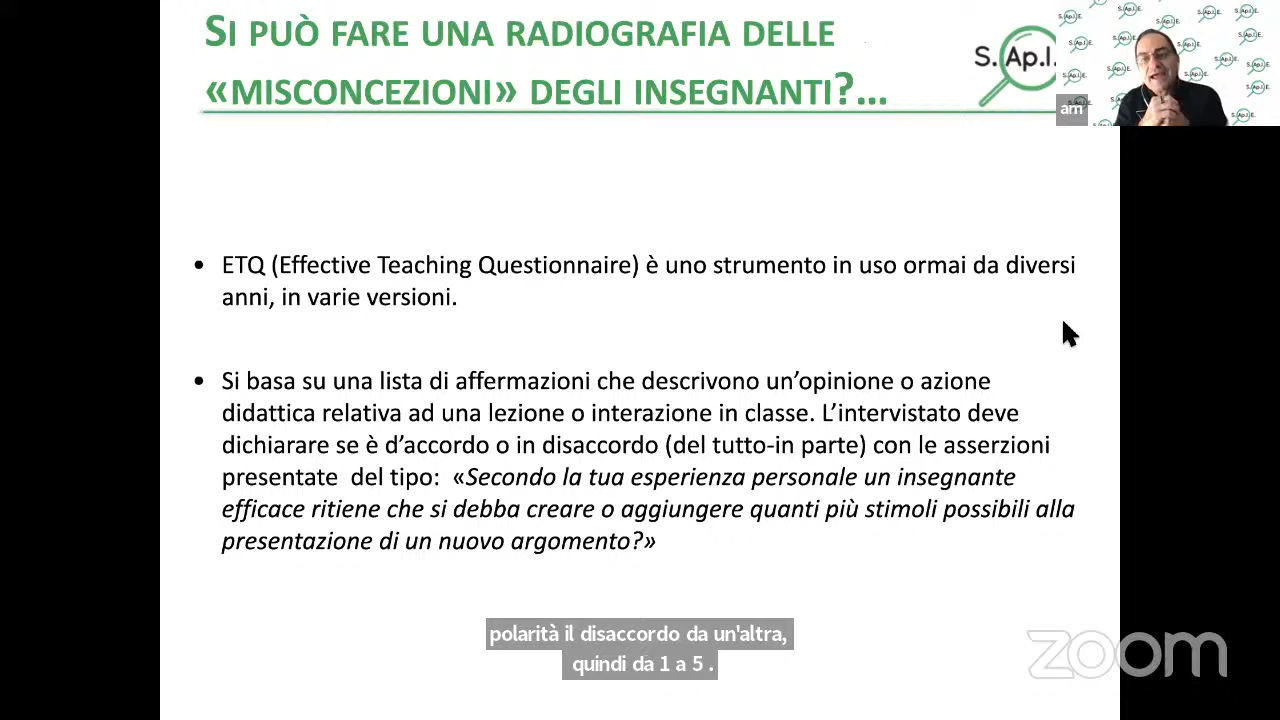 SI PUÒ FARE UNA RADIOGRAFIA DELLE
«MISCONCEZIONI» DEGLI INSEGNANTI?...
S. Ap.I.
am
• ETQ (Effective Teaching Questionnaire) è uno strumento in uso ormai da diversi
anni, in varie versioni.
• Si basa su una lista di affermazioni che descrivono un’opinione o azione
didattica relativa ad una lezione o interazione in classe. L’intervistato deve
dichiarare se è d’accordo o in disaccordo (del tutto-in parte) con le asserzioni
presentate del tipo: «Secondo la tua esperienza personale un insegnante
efficace ritiene che si debba creare o aggiungere quanti più stimoli possibili alla
presentazione di un nuovo argomento?»
polarità il disaccordo da un'altra,
quindi da 1 a 5 .
zoom